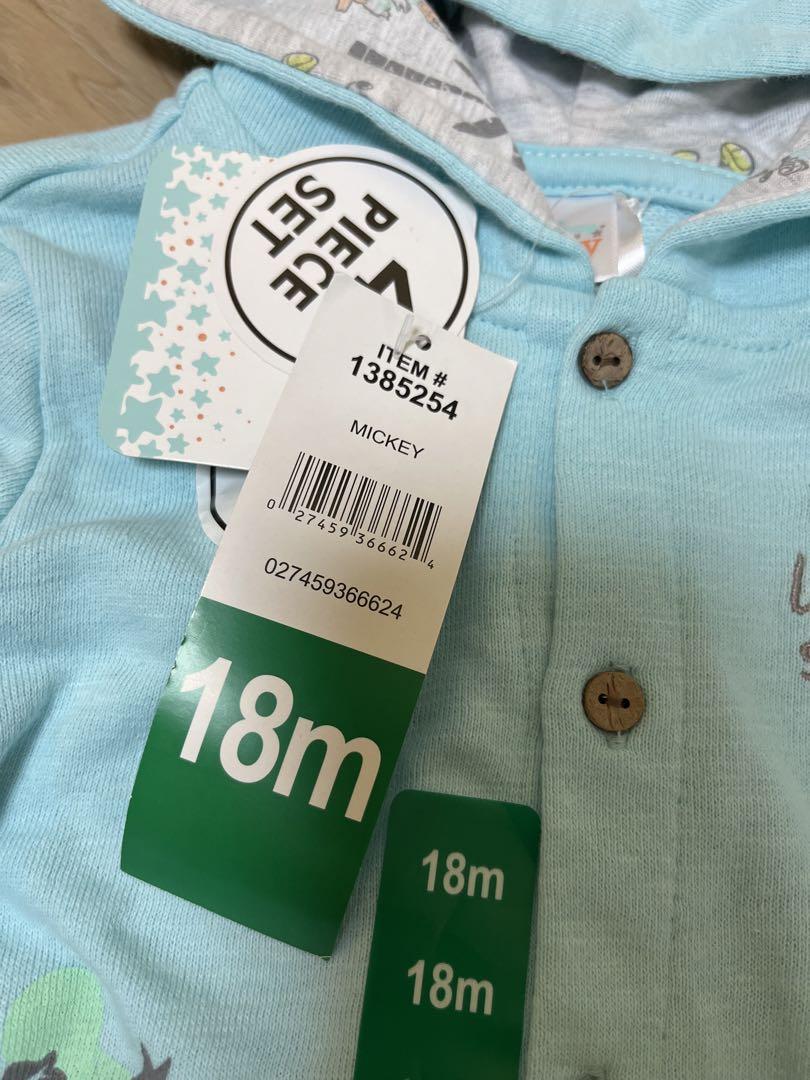 PIECE
SET
ITEM #
1385254
MICKEY
0 27459 36662 4
027459366624
18m
18m
18m